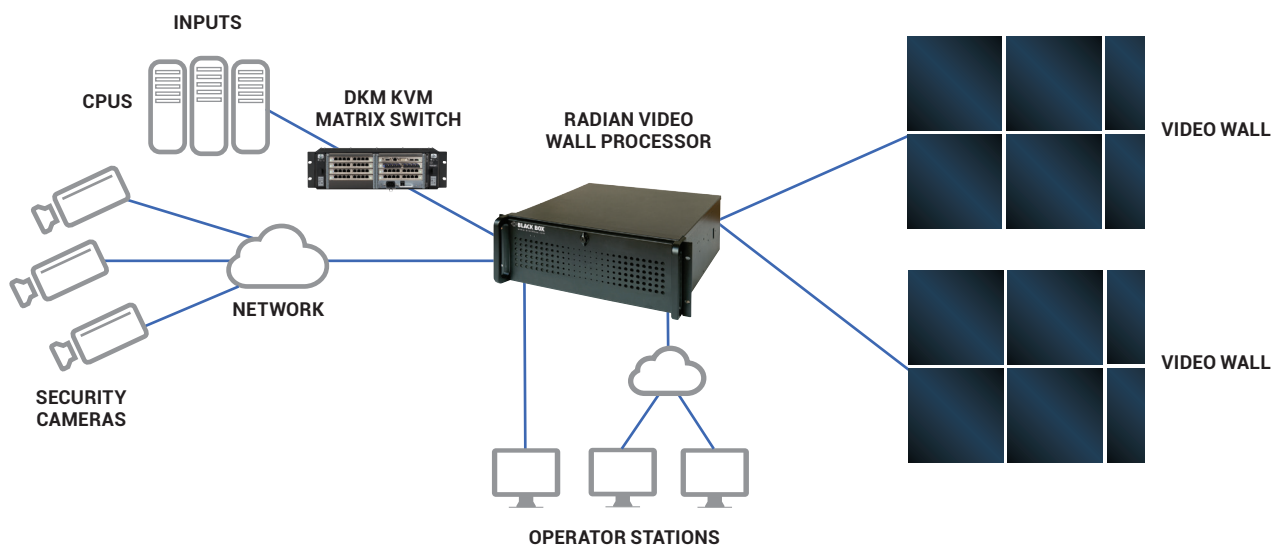 INPUTS
CPUS
DKM KVM
MATRIX SWITCH
RADIAN VIDEO
WALL PROCESSOR
VIDEO WALL
BLACK BOX
NETWORK
VIDEO WALL
SECURITY
CAMERAS
OPERATOR STATIONS